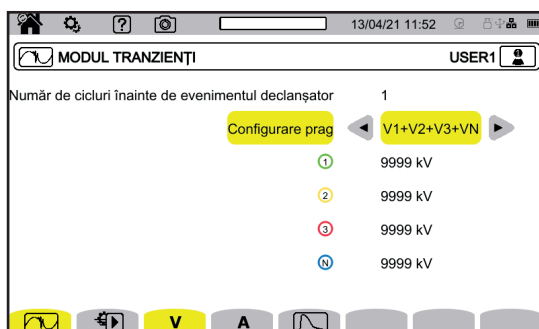 13/04/21 11:52
MODUL TRANZIENȚI USER1
Număr de cicluri înainte de evenimentul declanșator 1
Configurare prag V1+V2+V3+VN
1 9999 kV
2 9999 kV
3 9999 kV
N 9999 kV
V A